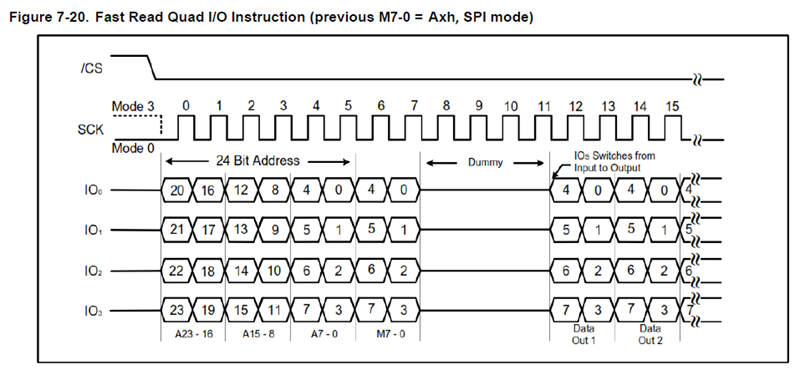 Figure 7-20. Fast Read Quad I/O Instruction (previous M7-0 = Axh, SPI mode)
/CS
Mode 3 0 1 2 3 4 5 6 7 8 9 10 11 12 13 14 15
SCK
Mode 0
24 Bit Address Dummy IOs Switches from
Input to Output
IO₀ 20 16 12 8 4 0 4 0 4 0 4 0 4
IO₁ 21 17 13 9 5 1 5 1 5 1 5 1 5
IO₂ 22 18 14 10 6 2 6 2 6 2 6 2 6
IO₃ 23 19 15 11 7 3 7 3 7 3 7 3 7
A23 - 16 A15 - 8 A7 - 0 M7 - 0 Data Data
Out 1 Out 2